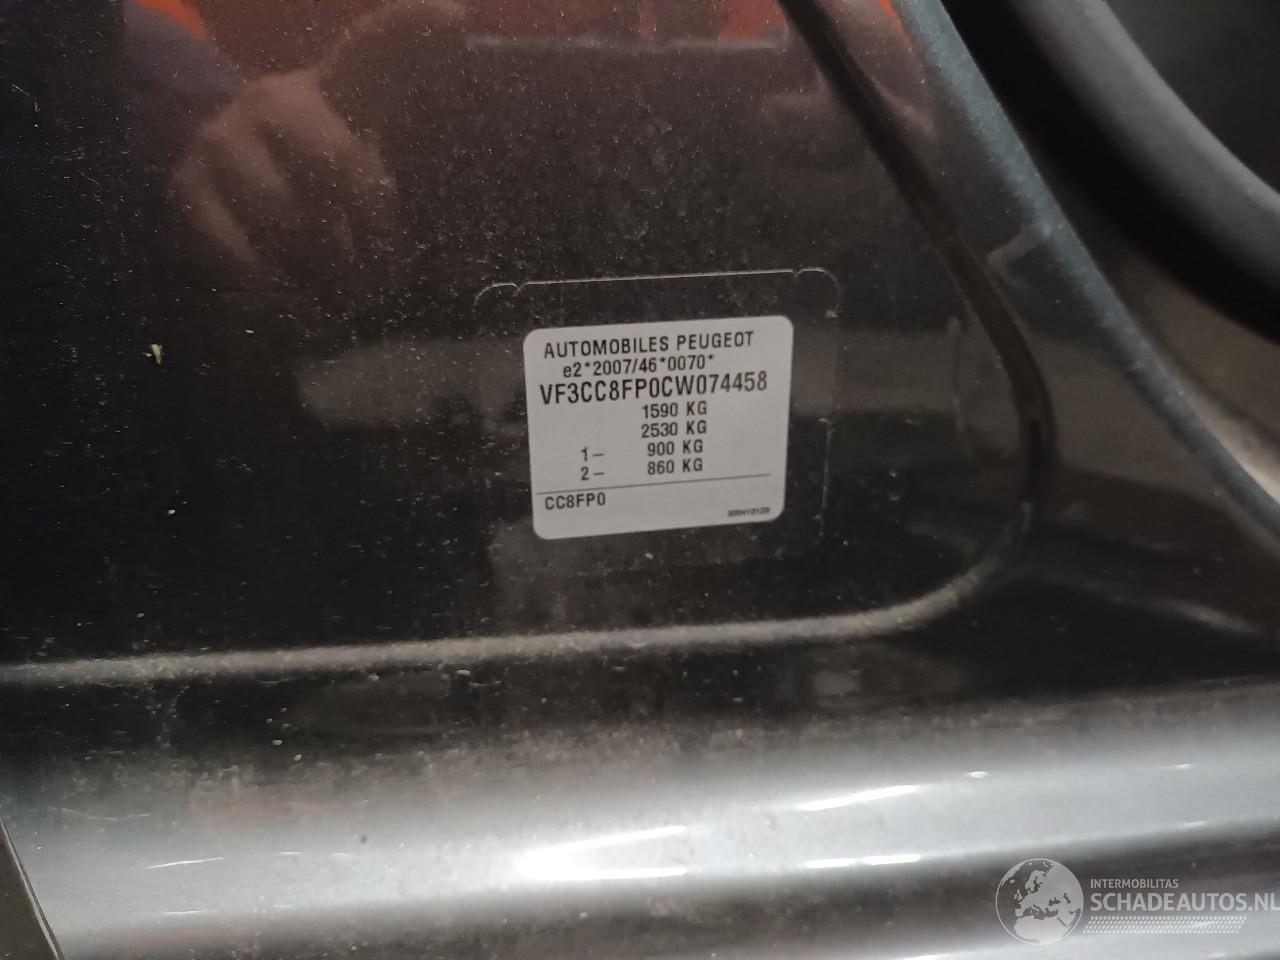 AUTOMOBILES PEUGEOT
e2*2007/46*0070*
VF3CC8FP0CW074458
1590 KG
2530 KG
1– 900 KG
2– 860 KG
CC8FP0
INTERMOBILITAS
SCHADEAUTOS.NL